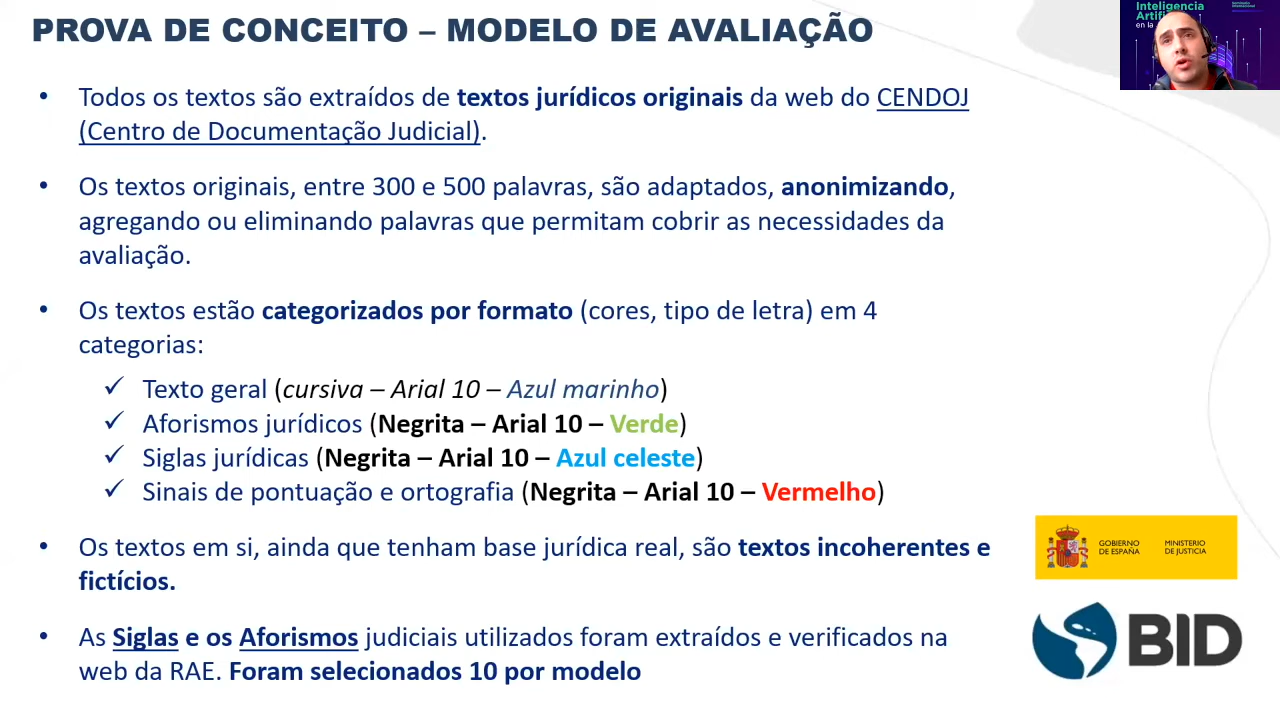 PROVA DE CONCEITO – MODELO DE AVALIAÇÃO
Inteligencia
Artifi
en la
• Todos os textos são extraídos de textos jurídicos originais da web do CENDOJ
(Centro de Documentação Judicial).
• Os textos originais, entre 300 e 500 palavras, são adaptados, anonimizando,
agregando ou eliminando palavras que permitam cobrir as necessidades da
avaliação.
• Os textos estão categorizados por formato (cores, tipo de letra) em 4
categorias:
✓ Texto geral (cursiva – Arial 10 – Azul marinho)
✓ Aforismos jurídicos (Negrita – Arial 10 – Verde)
✓ Siglas jurídicas (Negrita – Arial 10 – Azul celeste)
✓ Sinais de pontuação e ortografia (Negrita – Arial 10 – Vermelho)
• Os textos em si, ainda que tenham base jurídica real, são textos incoherentes e
fictícios.
• As Siglas e os Aforismos judiciais utilizados foram extraídos e verificados na
web da RAE. Foram selecionados 10 por modelo
GOBIERNO
DE ESPAÑA
MINISTERIO
DE JUSTICIA
BID